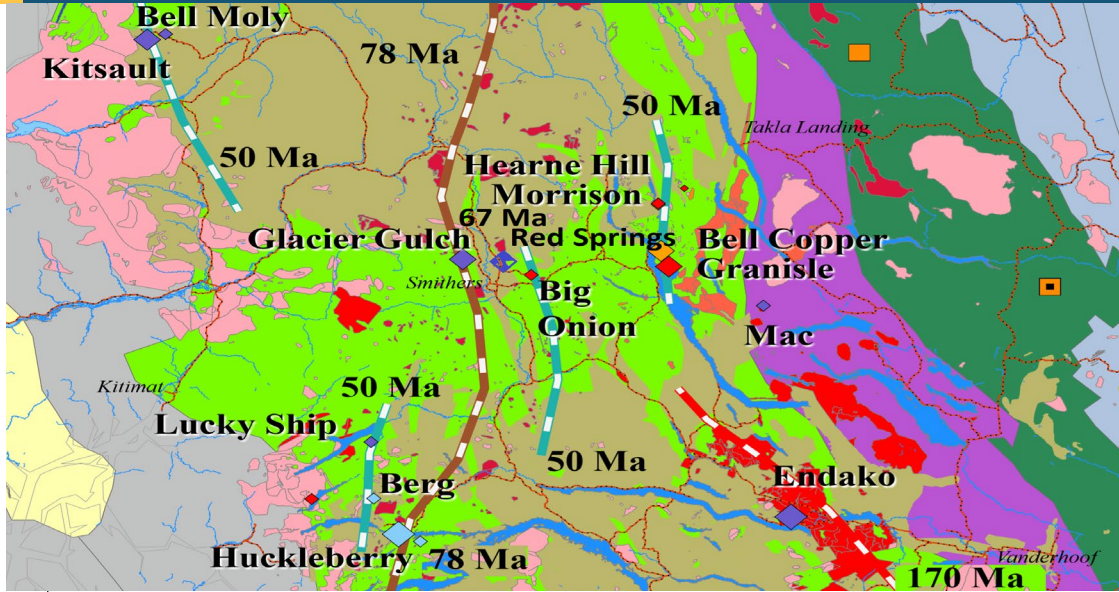 Bell Moly
Kitsault
78 Ma
50 Ma
Takla Landing
50 Ma
Hearne Hill
Morrison
67 Ma
Red Springs
Glacier Gulch
Bell Copper
Granisle
Smithers
Big
Onion
Mac
Kitimat
50 Ma
Lucky Ship
50 Ma
Berg
Endako
Huckleberry
78 Ma
Vanderhoof
170 Ma